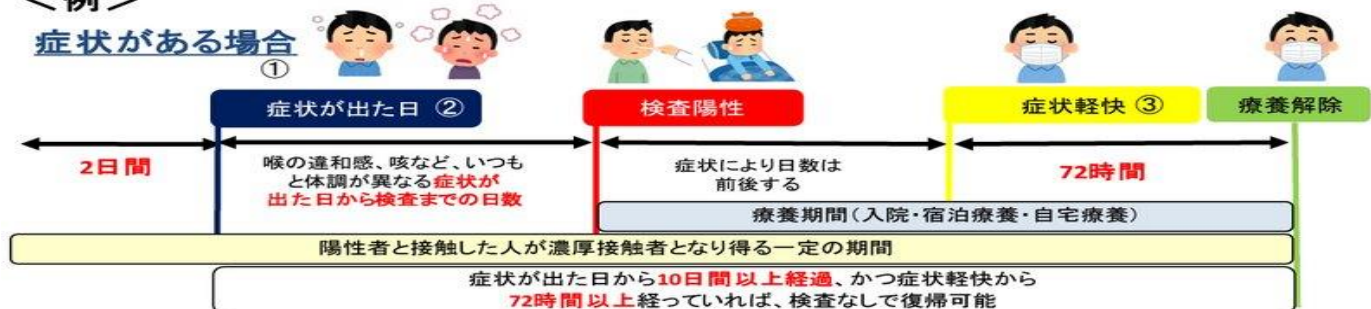 ＜例＞
症状がある場合
①
症状が出た日 ②
検査陽性
症状軽快 ③
療養解除
2日間
喉の違和感、咳など、いつも
と体調が異なる症状が
出た日から検査までの日数
症状により日数は
前後する
72時間
療養期間（入院・宿泊療養・自宅療養）
陽性者と接触した人が濃厚接触者となり得る一定の期間
症状が出た日から10日間以上経過、かつ症状軽快から
72時間以上経っていれば、検査なしで復帰可能